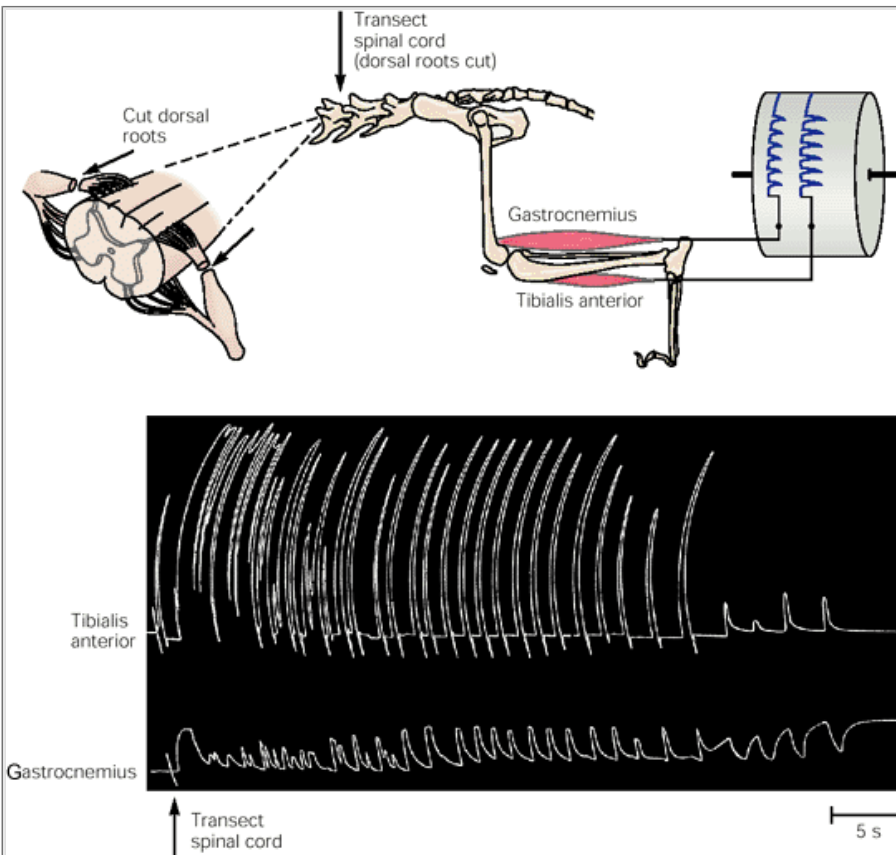 Transect
spinal cord
(dorsal roots cut)
Cut dorsal
roots
Gastrocnemius
Tibialis anterior
Tibialis
anterior
Gastrocnemius
Transect
spinal cord
5 s